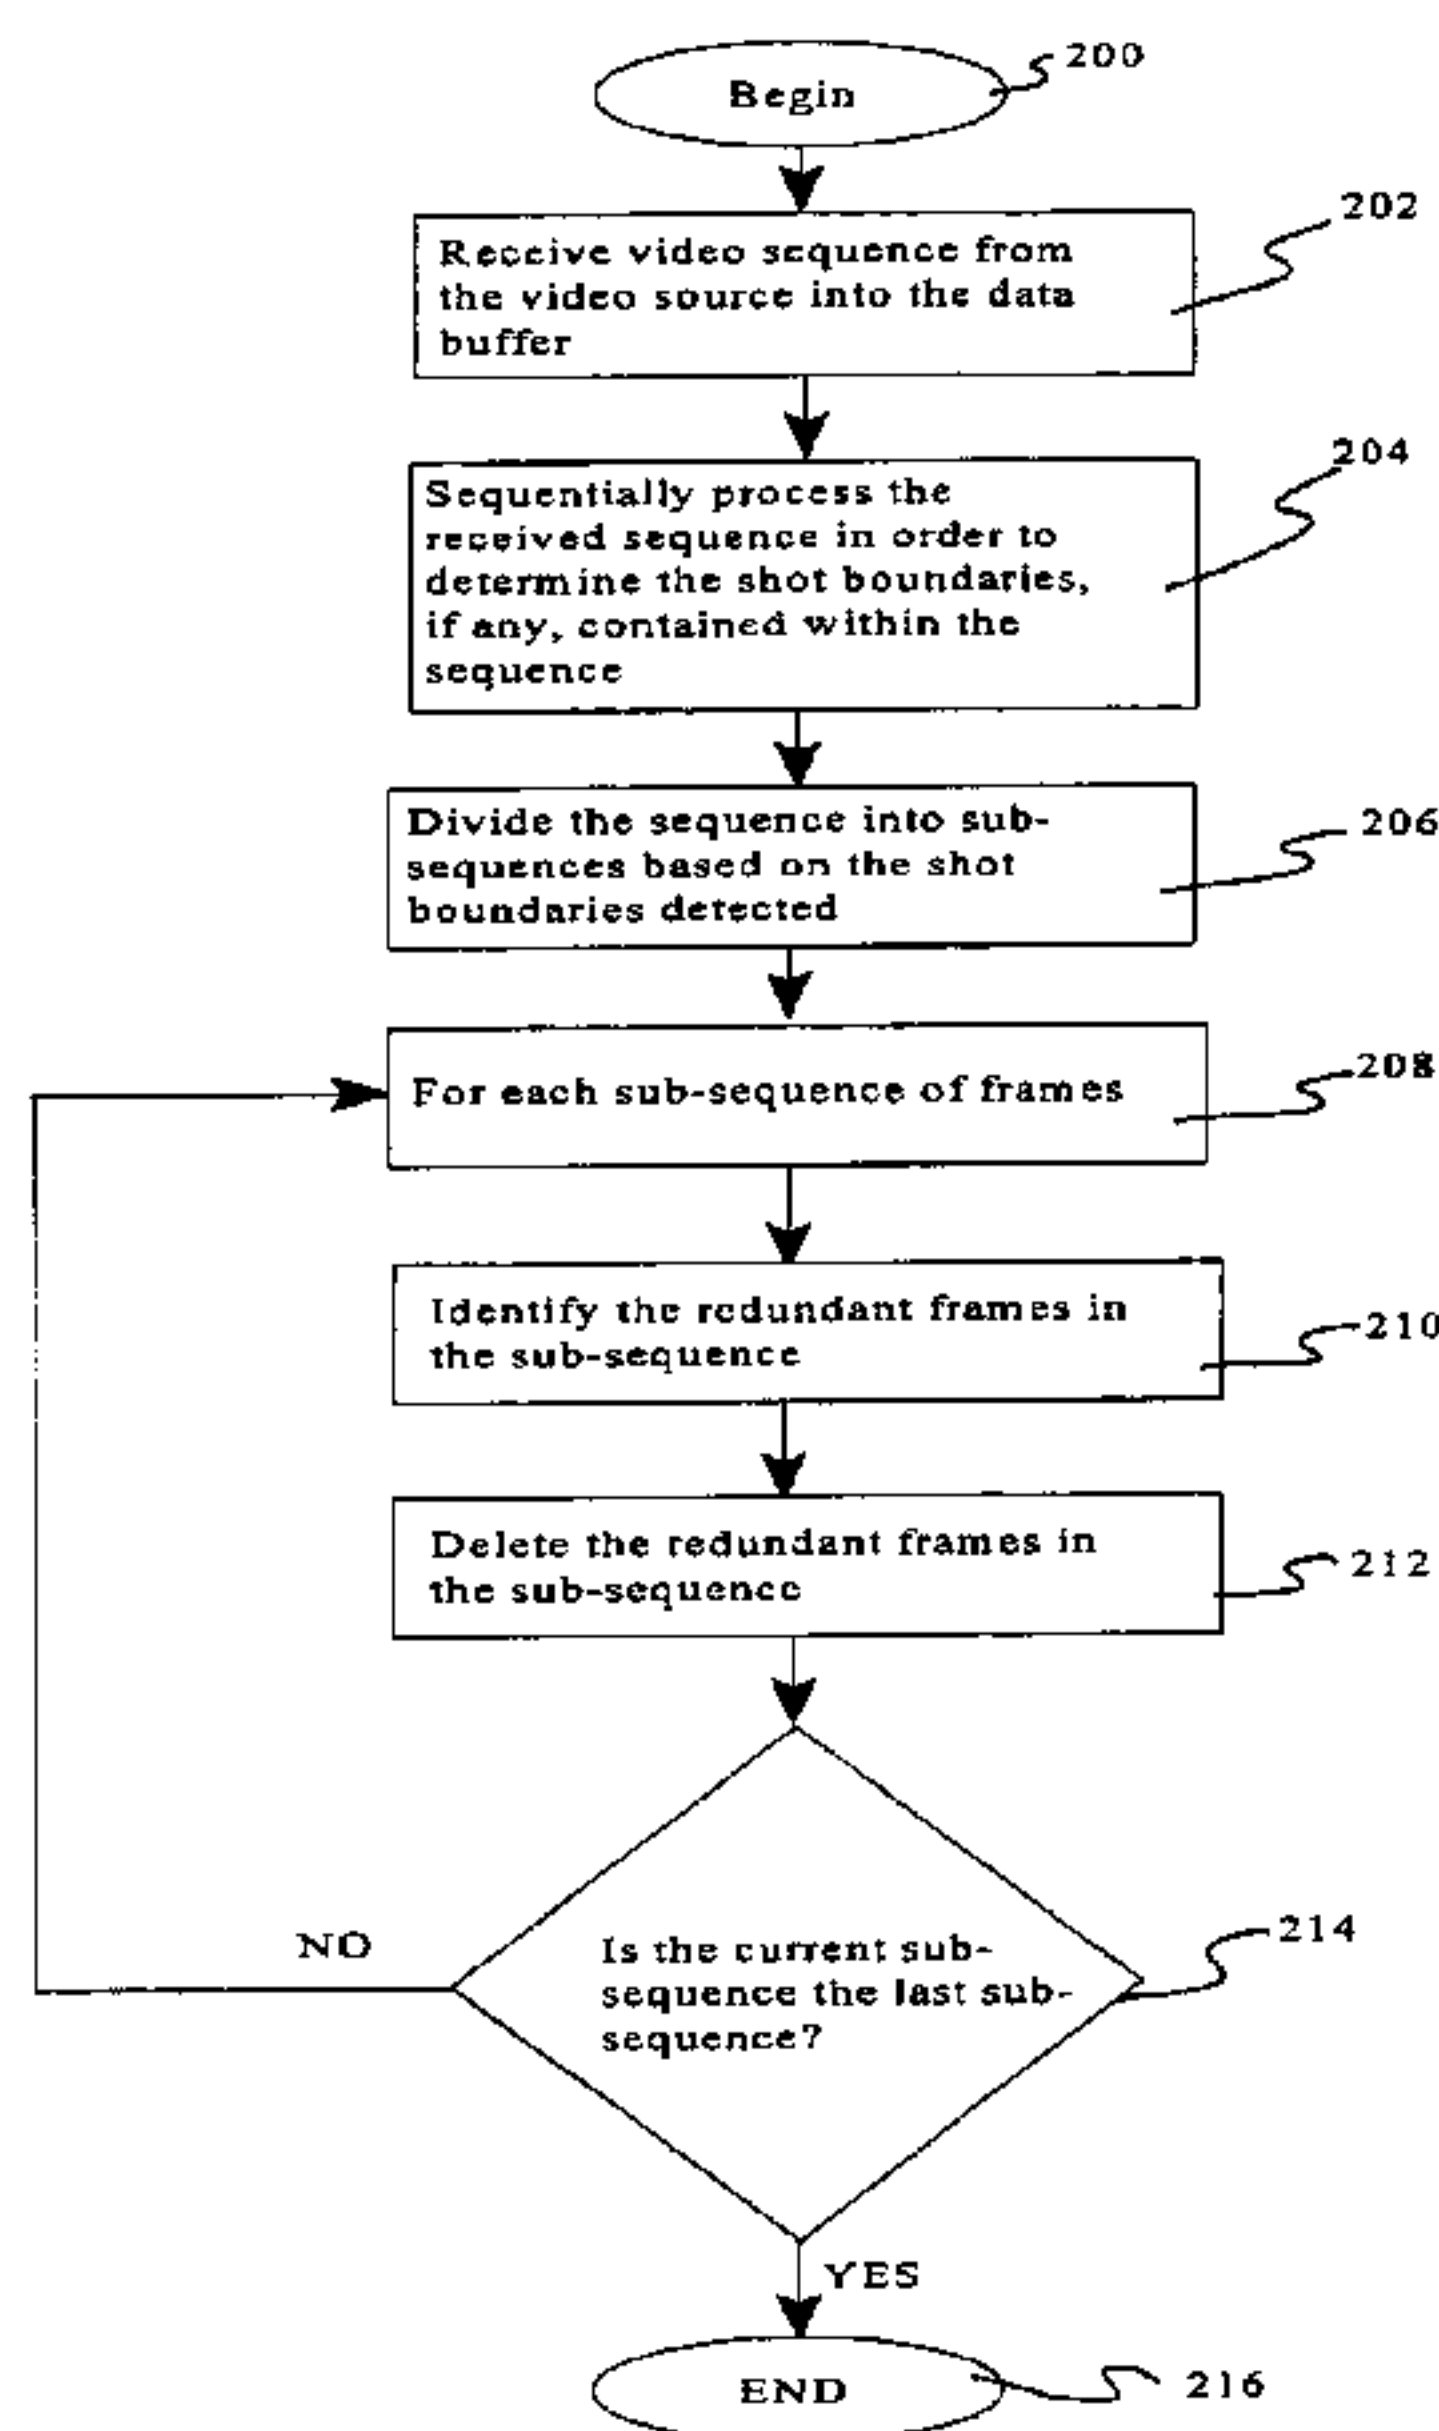 Begin
200
Receive video sequence from
the video source into the data
buffer
202
Sequentially process the
received sequence in order to
determine the shot boundaries,
if any, contained within the
sequence
204
Divide the sequence into sub-
sequences based on the shot
boundaries detected
206
For each sub-sequence of frames
208
Identify the redundant frames in
the sub-sequence
210
Delete the redundant frames in
the sub-sequence
212
Is the current sub-
sequence the last sub-
sequence?
214
NO
YES
END
216